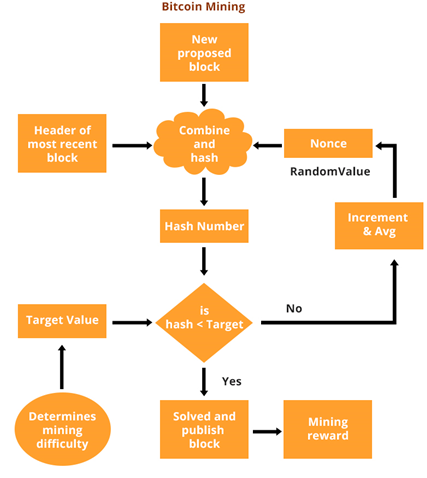 Bitcoin Mining
New
proposed
block
Header of
most recent
block
Combine
and
hash
Nonce
RandomValue
Hash Number
Increment
& Avg
Target Value
is
hash < Target
No
Yes
Determines
mining
difficulty
Solved and
publish
block
Mining
reward